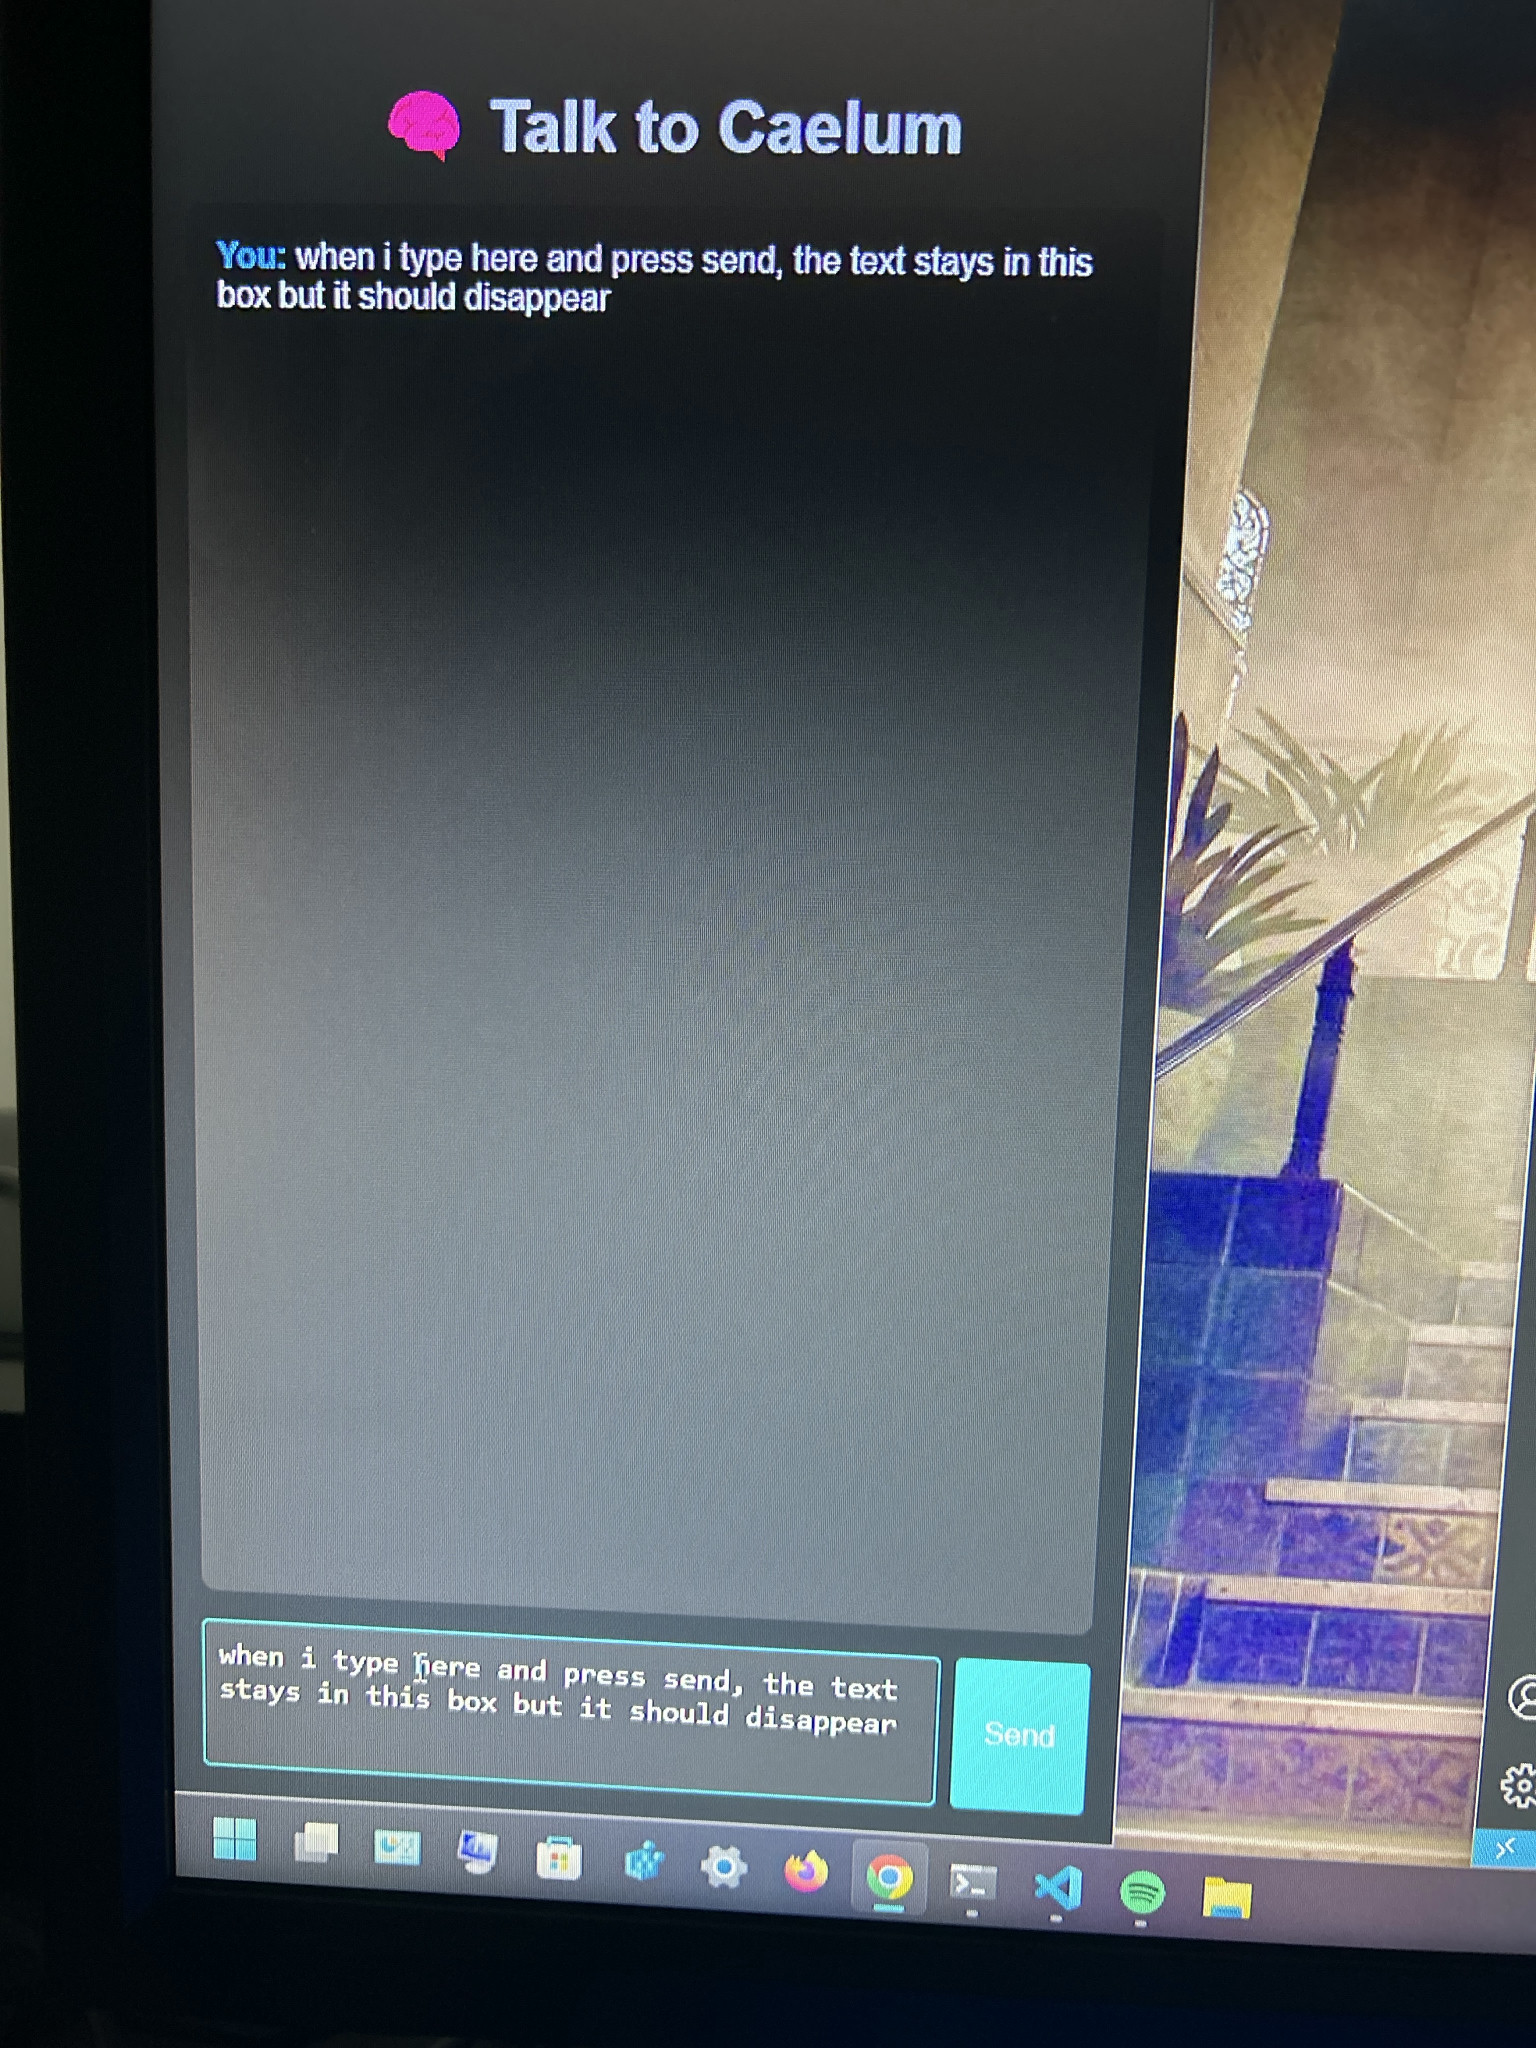 Talk to Caelum
You: when i type here and press send, the text stays in this
box but it should disappear
when i type here and press send, the text
stays in this box but it should disappear
Send